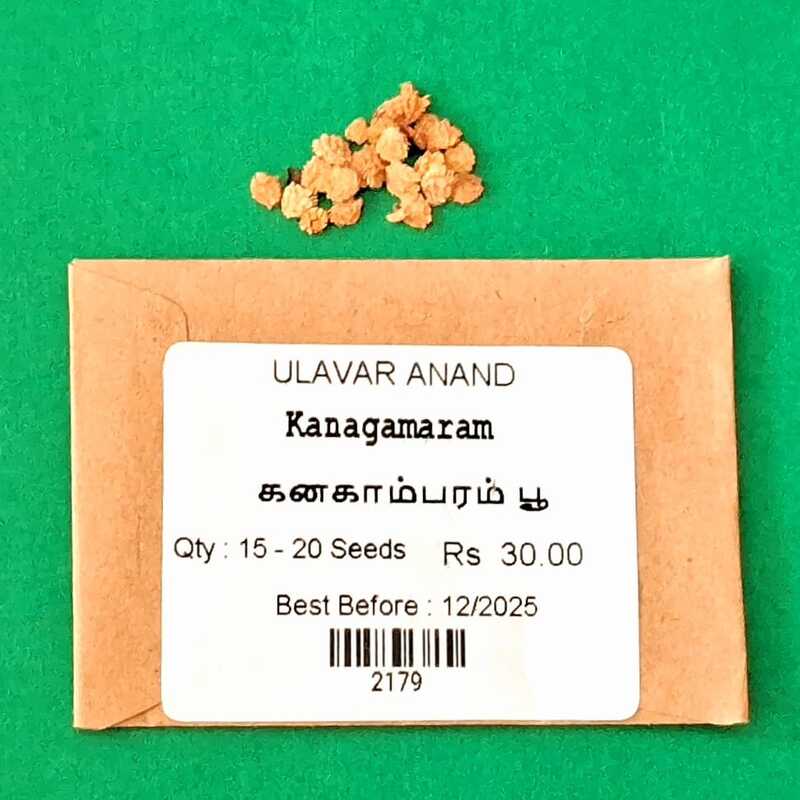 ULAVAR ANAND
Kanagamaram
கனகாம்பரம் பூ
Qty : 15 - 20 Seeds Rs 30.00
Best Before : 12/2025
2179